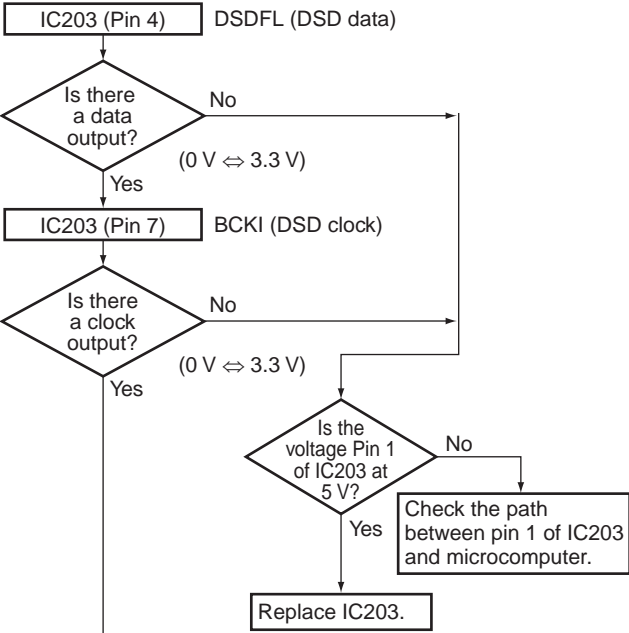 IC203 (Pin 4) DSDFL (DSD data)
Is there
a data
output?
No
(0 V ⇔ 3.3 V)
Yes
IC203 (Pin 7) BCKI (DSD clock)
Is there
a clock
output?
No
(0 V ⇔ 3.3 V)
Yes
Is the
voltage Pin 1
of IC203 at
5 V?
No
Yes
Check the path
between pin 1 of IC203
and microcomputer.
Replace IC203.